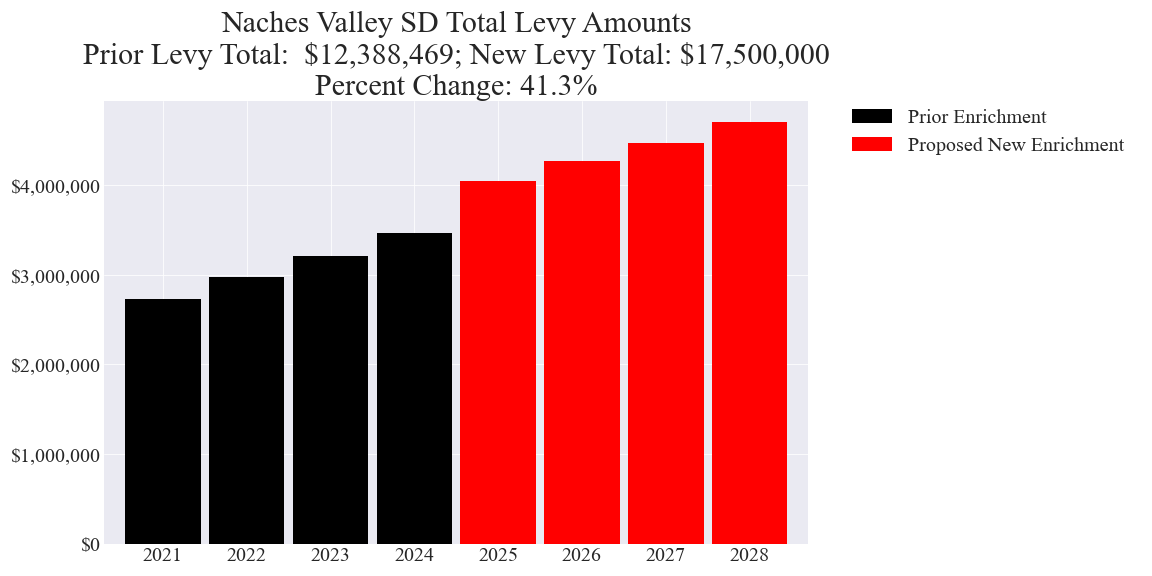 Naches Valley SD Total Levy Amounts
Prior Levy Total:  $12,388,469; New Levy Total: $17,500,000
Percent Change: 41.3%
Prior Enrichment
Proposed New Enrichment
$4,000,000
$3,000,000
$2,000,000
$1,000,000
$0
2021 2022 2023 2024 2025 2026 2027 2028